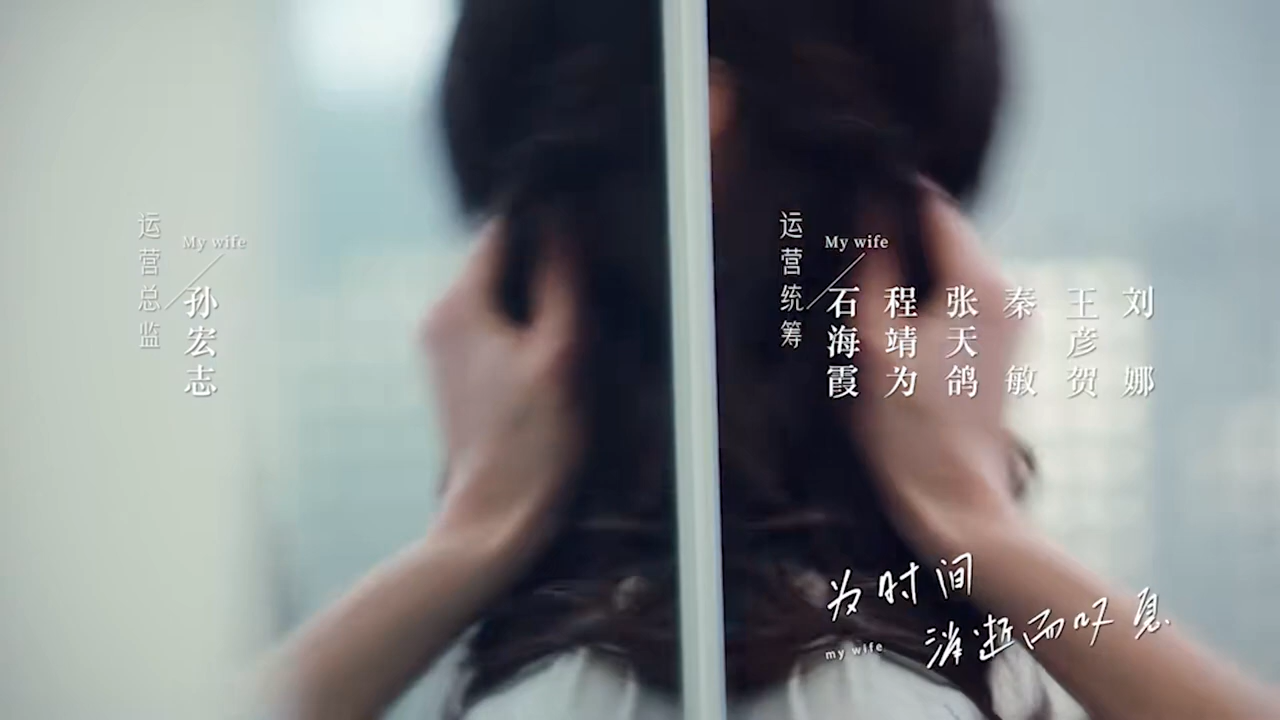 运营总监
My wife
孙宏志
运营统筹
My wife
石海霞
程靖为
张天鸽
秦敏
王彦贺
刘娜
为时间
消逝而叹息
my wife